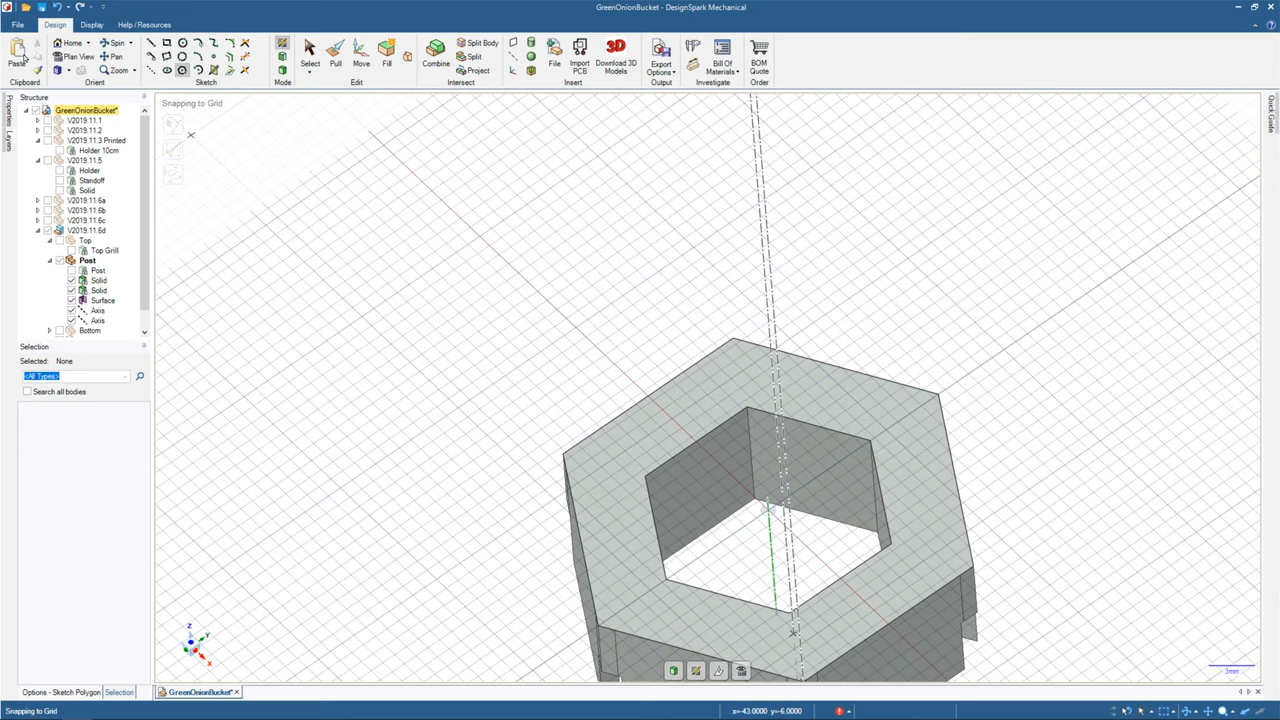 GreenOnionBucket - DesignSpark Mechanical
File Design Display Help / Resources
Home Spin
Plan View Pan
Zoom
Paste
Select Pull Move Fill
Combine
Split Body
Split
Project
File Import PCB Download 3D Models
Export Options
Bill Of Materials
BOM Quote
Clipboard Orient Sketch Mode Edit Intersect Insert Output Investigate Order
Structure
Properties
Layers
GreenOnionBucket*
V2019.11.1
V2019.11.2
V2019.11.3 Printed
Holder 10cm
V2019.11.5
Holder
Standoff
Solid
V2019.11.6a
V2019.11.6b
V2019.11.6c
V2019.11.6d
Top
Top Grill
Post
Post
Solid
Solid
Surface
Axis
Axis
Bottom
Selection
Selected: None
<All Types>
Search all bodies
Snapping to Grid
Quick Guide
Z
Y
X
5mm
Options - Sketch Polygon Selection
GreenOnionBucket*
Snapping to Grid
x=-43.0000 y=-6.0000